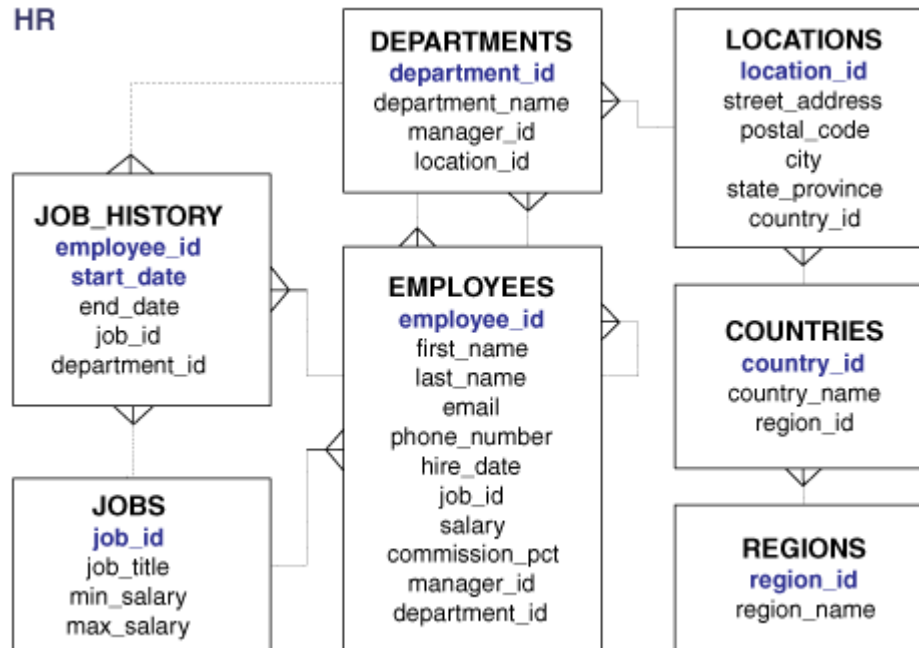 HR
DEPARTMENTS
department_id
department_name
manager_id
location_id
LOCATIONS
location_id
street_address
postal_code
city
state_province
country_id
JOB_HISTORY
employee_id
start_date
end_date
job_id
department_id
EMPLOYEES
employee_id
first_name
last_name
email
phone_number
hire_date
job_id
salary
commission_pct
manager_id
department_id
COUNTRIES
country_id
country_name
region_id
JOBS
job_id
job_title
min_salary
max_salary
REGIONS
region_id
region_name